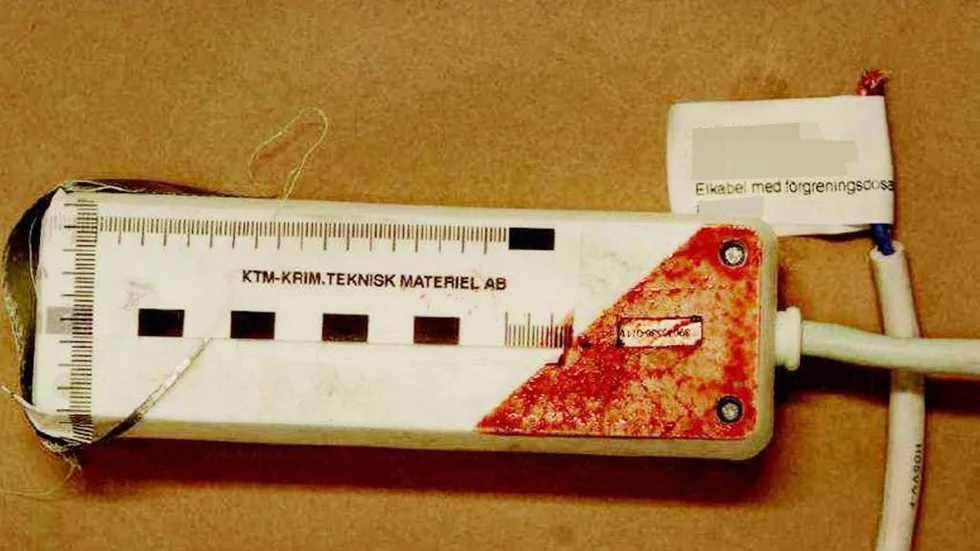 Elkabel med förgreningsdosa
KTM-KRIM.TEKNISK MATERIEL AB